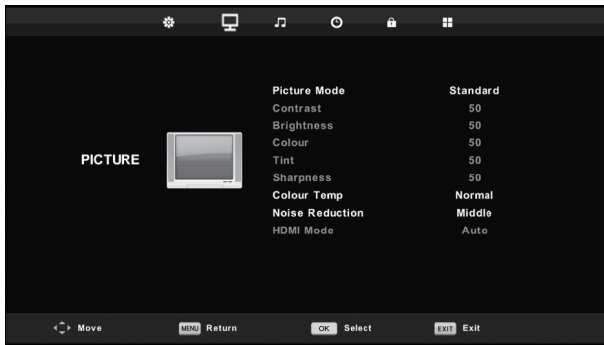 Picture Mode Standard
Contrast 50
Brightness 50
Colour 50
PICTURE
Tint 50
Sharpness 50
Colour Temp Normal
Noise Reduction Middle
HDMI Mode Auto
Move MENU Return OK Select EXIT Exit